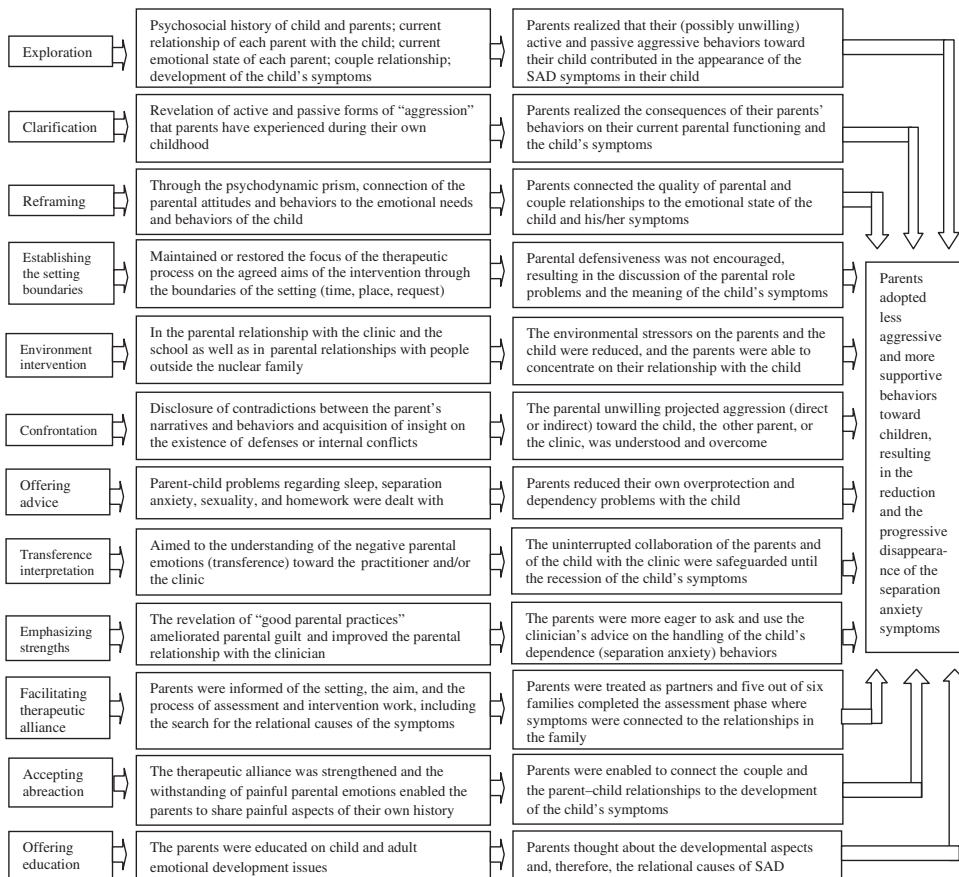 Exploration
Psychosocial history of child and parents; current
relationship of each parent with the child; current
emotional state of each parent; couple relationship;
development of the child's symptoms
Parents realized that their (possibly unwilling)
active and passive aggressive behaviors toward
their child contributed in the appearance of the
SAD symptoms in their child
Clarification
Revelation of active and passive forms of “aggression”
that parents have experienced during their own
childhood
Parents realized the consequences of their parents'
behaviors on their current parental functioning and
the child's symptoms
Reframing
Through the psychodynamic prism, connection of the
parental attitudes and behaviors to the emotional needs
and behaviors of the child
Parents connected the quality of parental and
couple relationships to the emotional state of the
child and his/her symptoms
Establishing
the setting
boundaries
Maintained or restored the focus of the therapeutic
process on the agreed aims of the intervention through
the boundaries of the setting (time, place, request)
Parental defensiveness was not encouraged,
resulting in the discussion of the parental role
problems and the meaning of the child's symptoms
Environment
intervention
In the parental relationship with the clinic and the
school as well as in parental relationships with people
outside the nuclear family
The environmental stressors on the parents and the
child were reduced, and the parents were able to
concentrate on their relationship with the child
Confrontation
Disclosure of contradictions between the parent's
narratives and behaviors and acquisition of insight on
the existence of defenses or internal conflicts
The parental unwilling projected aggression (direct
or indirect) toward the child, the other parent, or
or the clinic, was understood and overcome
Offering
advice
Parent-child problems regarding sleep, separation
anxiety, sexuality, and homework were dealt with
Parents reduced their own overprotection and
dependency problems with the child
Transference
interpretation
Aimed to the understanding of the negative parental
emotions (transference) toward the practitioner and/or
the clinic
The uninterrupted collaboration of the parents and
of the child with the clinic were safeguarded until
the recession of the child's symptoms
Emphasizing
strengths
The revelation of “good parental practices”
ameliorated parental guilt and improved the parental
relationship with the clinician
The parents were more eager to ask and use the
clinician's advice on the handling of the child's
dependence (separation anxiety) behaviors
Facilitating
therapeutic
alliance
Parents were informed of the setting, the aim, and the
process of assessment and intervention work, including
the search for the relational causes of the symptoms
Parents were treated as partners and five out of six
families completed the assessment phase where
symptoms were connected to the relationships in
the family
Accepting
abreaction
The therapeutic alliance was strengthened and the
withstanding of painful parental emotions enabled the
parents to share painful aspects of their own history
Parents were enabled to connect the couple and
the parent–child relationships to the development
of the child's symptoms
Offering
education
The parents were educated on child and adult
emotional development issues
Parents thought about the developmental aspects
and, therefore, the relational causes of SAD
Parents
adopted
less
aggressive
and more
supportive
behaviors
toward
children,
resulting
in the
reduction
and the
progressive
disappeara-
nce of the
separation
anxiety
symptoms